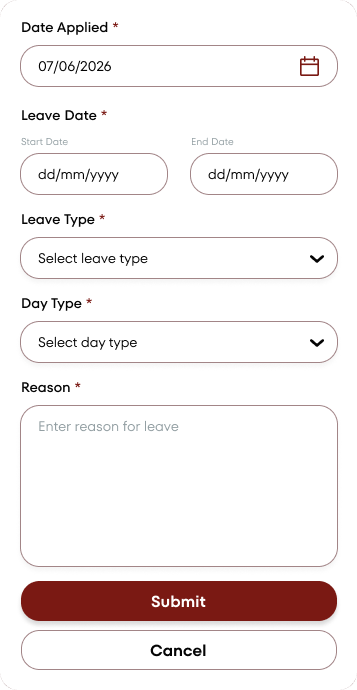 Date Applied *
07/06/2026
Leave Date *
Start Date End Date
dd/mm/yyyy dd/mm/yyyy
Leave Type *
Select leave type
Day Type *
Select day type
Reason *
Enter reason for leave
Submit
Cancel